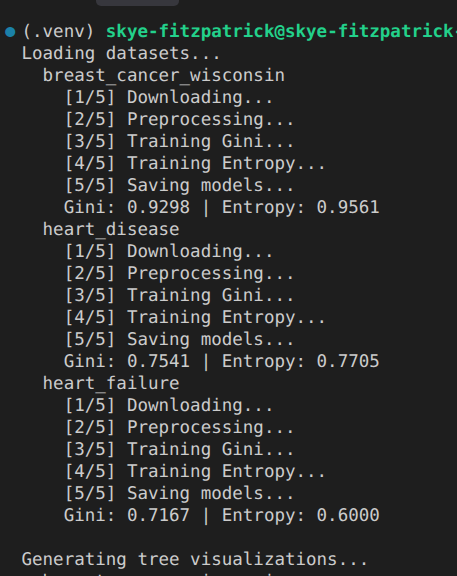 (.venv) skye-fitzpatrick@skye-fitzpatrick-
Loading datasets...
breast_cancer_wisconsin
[1/5] Downloading...
[2/5] Preprocessing...
[3/5] Training Gini...
[4/5] Training Entropy...
[5/5] Saving models...
Gini: 0.9298 | Entropy: 0.9561
heart_disease
[1/5] Downloading...
[2/5] Preprocessing...
[3/5] Training Gini...
[4/5] Training Entropy...
[5/5] Saving models...
Gini: 0.7541 | Entropy: 0.7705
heart_failure
[1/5] Downloading...
[2/5] Preprocessing...
[3/5] Training Gini...
[4/5] Training Entropy...
[5/5] Saving models...
Gini: 0.7167 | Entropy: 0.6000
Generating tree visualizations...